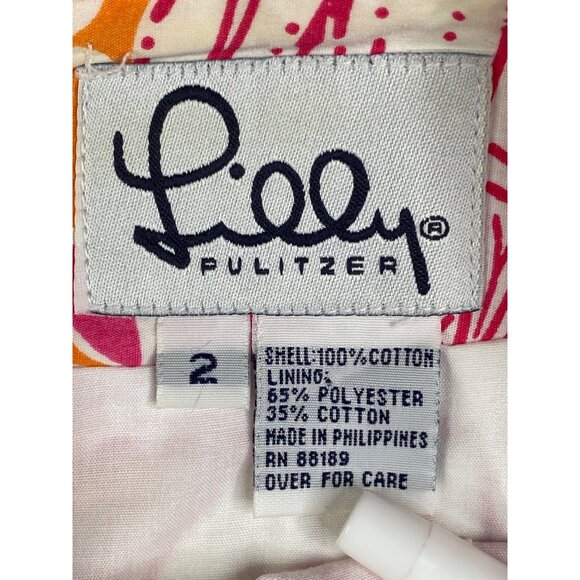 Lilly®
PULITZER
2
SHELL:100%COTTON
LINING:
65% POLYESTER
35% COTTON
MADE IN PHILIPPINES
RN 88189
OVER FOR CARE